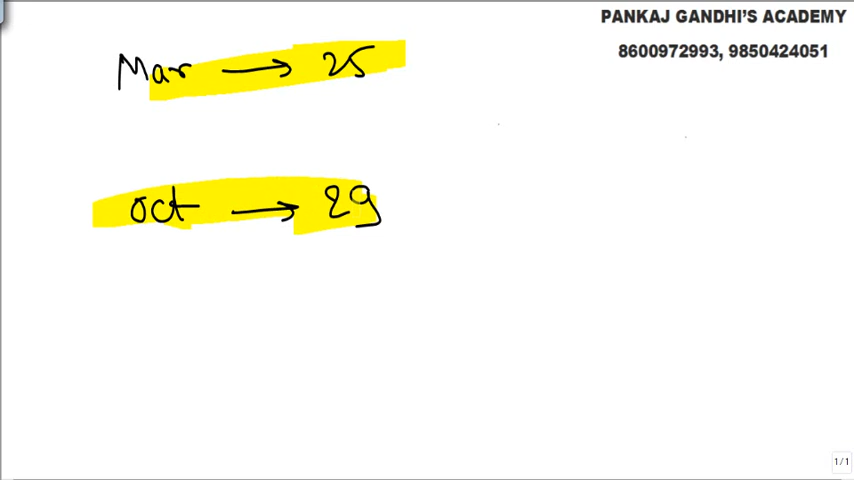 PANKAJ GANDHI'S ACADEMY
8600972993, 9850424051
Mar → 25
Oct → 29
1/1